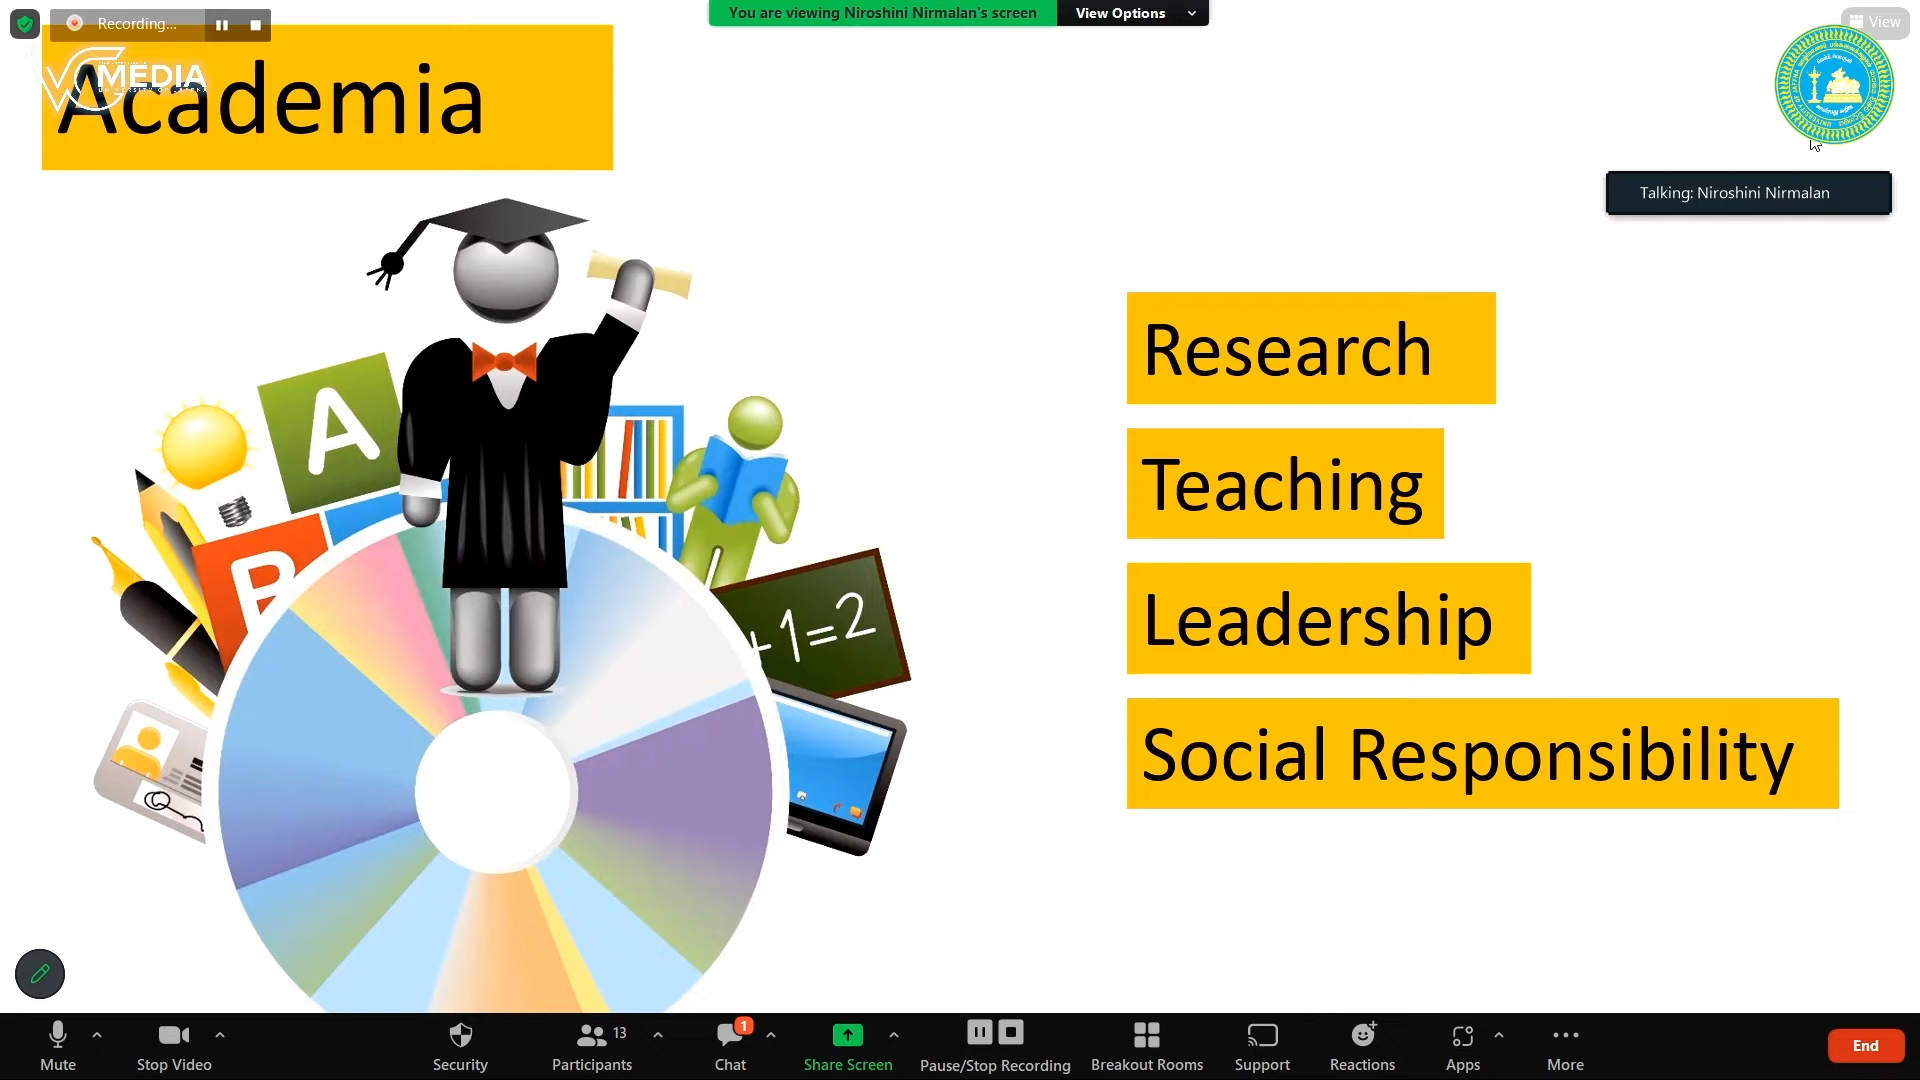 Recording...
You are viewing Niroshini Nirmalan's screen
View Options
View
MEDIA
Academia
Talking: Niroshini Nirmalan
Research
Teaching
Leadership
Social Responsibility
A
B
+1=2
Mute
Stop Video
Security
13
Participants
1
Chat
Share Screen
Pause/Stop Recording
Breakout Rooms
Support
Reactions
Apps
More
End